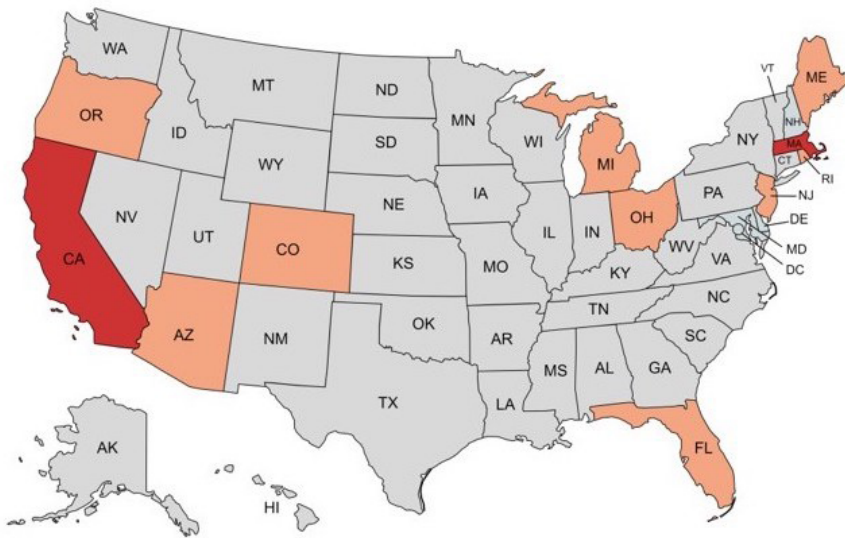 WA
MT
ND
MN
VT
ME
OR
ID
SD
WI
NH
NY
MA
WY
MI
CT
RI
IA
PA
NJ
NE
NV
OH
DE
UT
IL
IN
CA
CO
WV
MD
KS
MO
VA
DC
KY
NC
TN
OK
AZ
NM
AR
SC
MS
AL
GA
TX
LA
AK
FL
HI